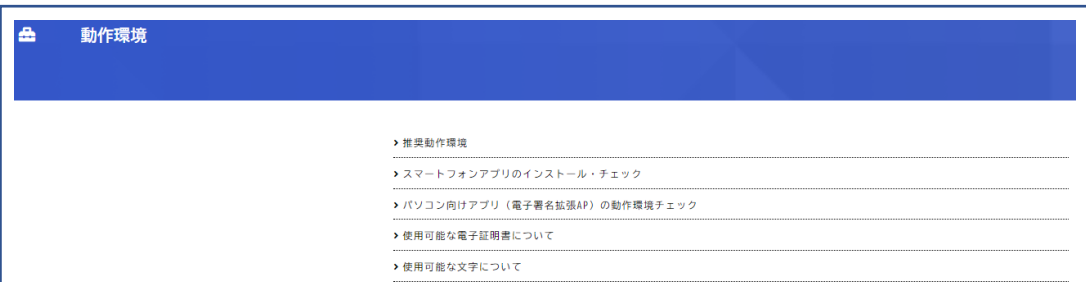 動作環境
推奨動作環境
スマートフォンアプリのインストール・チェック
パソコン向けアプリ（電子署名拡張AP）の動作環境チェック
使用可能な電子証明書について
使用可能な文字について